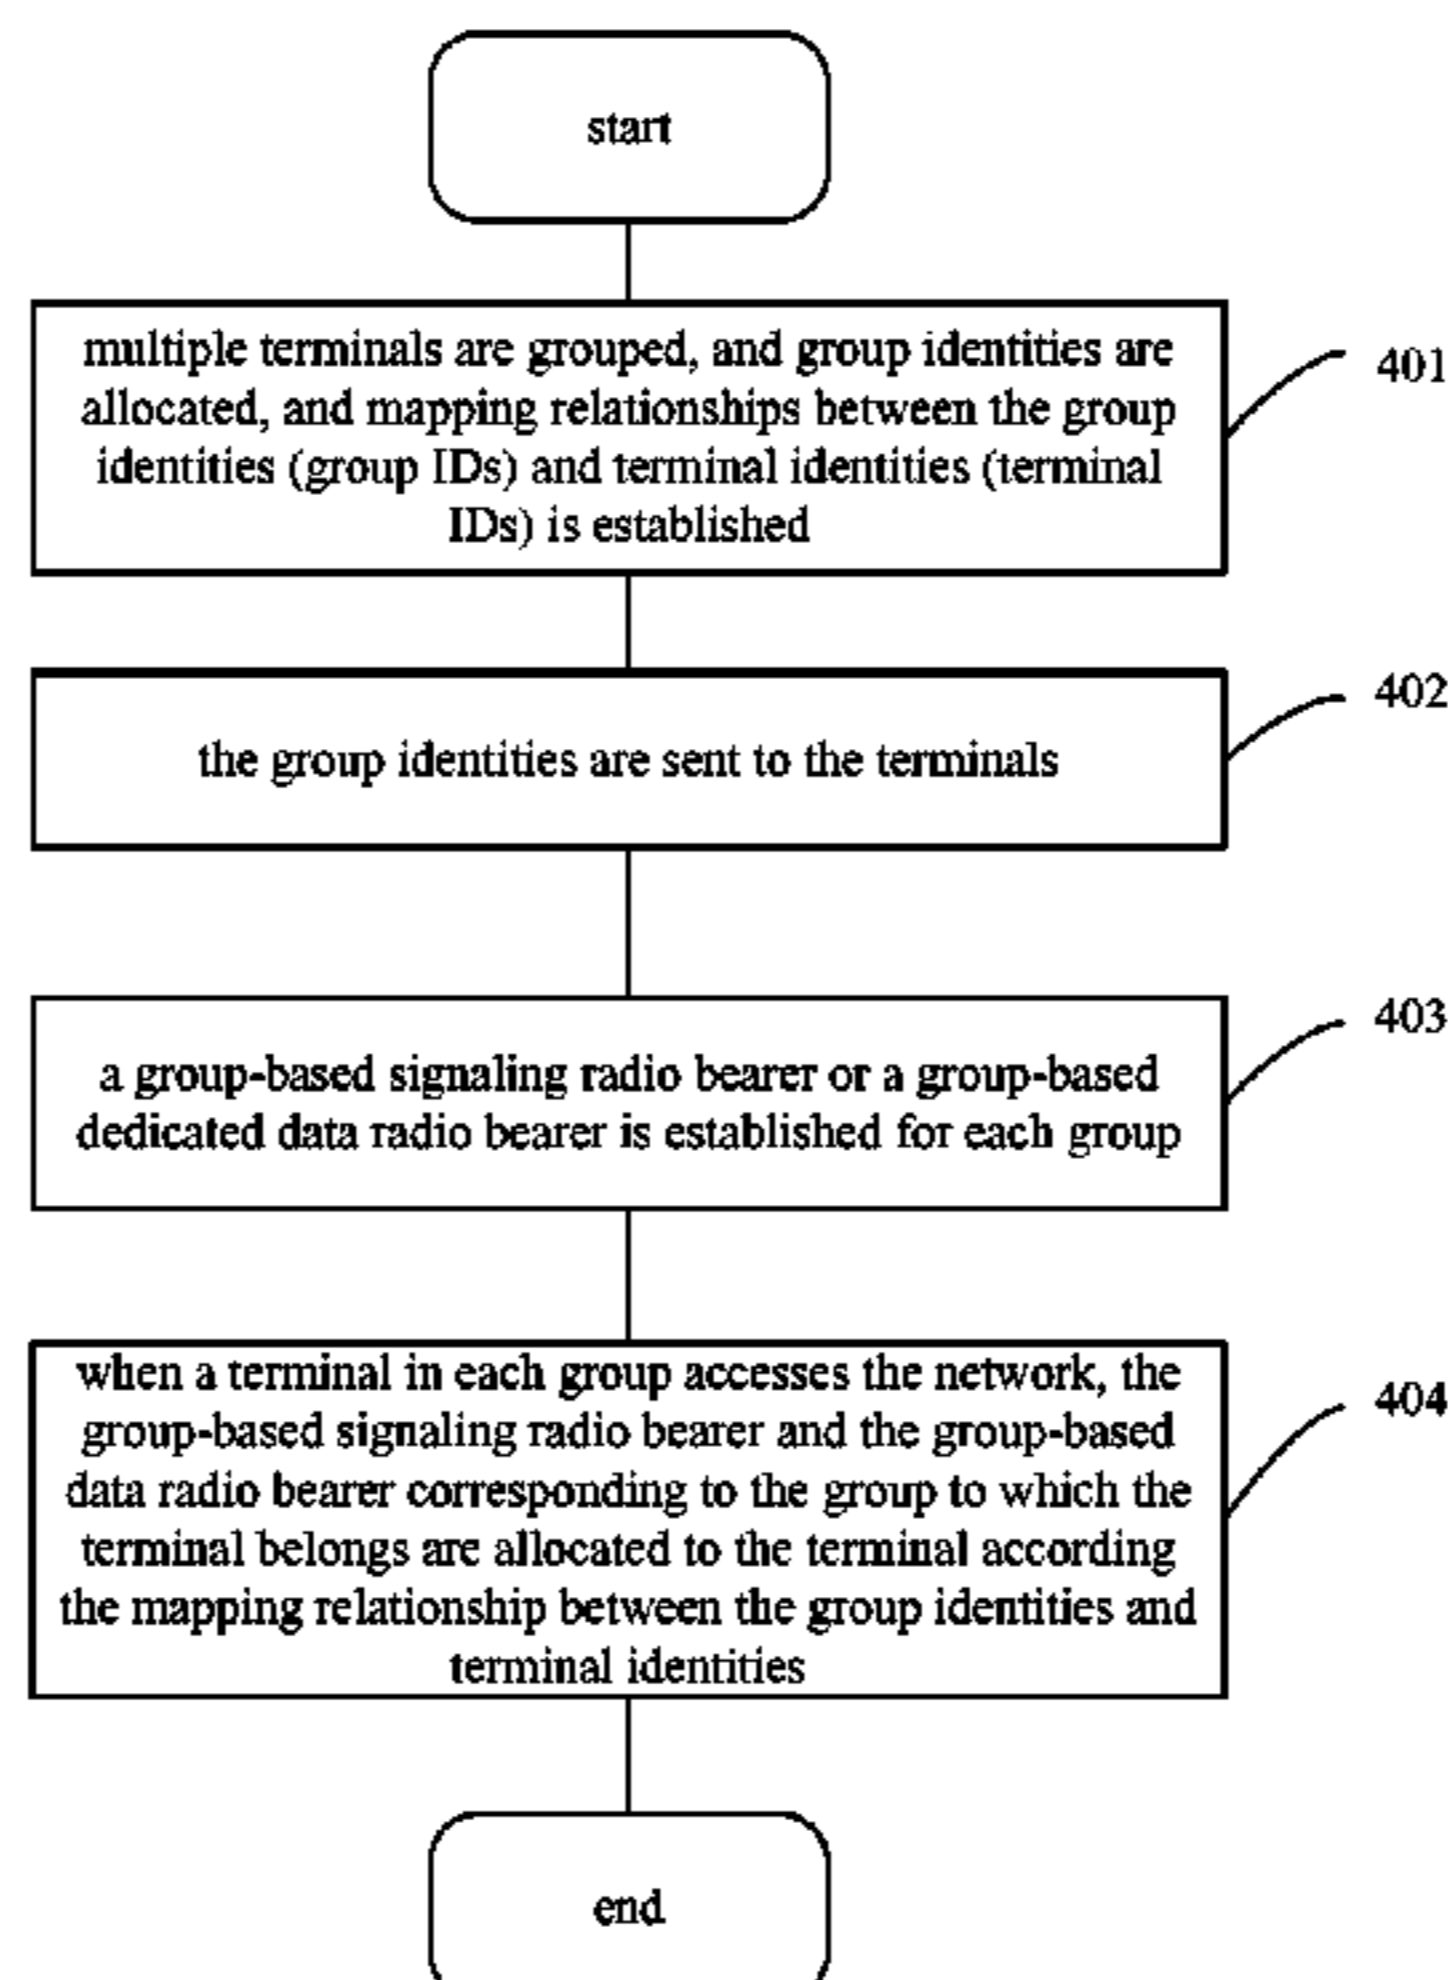 start
multiple terminals are grouped, and group identities are
allocated, and mapping relationships between the group
identities (group IDs) and terminal identities (terminal
IDs) is established
401
the group identities are sent to the terminals
402
a group-based signaling radio bearer or a group-based
dedicated data radio bearer is established for each group
403
when a terminal in each group accesses the network, the
group-based signaling radio bearer and the group-based
data radio bearer corresponding to the group to which the
terminal belongs are allocated to the terminal according
the mapping relationship between the group identities and
terminal identities
404
end